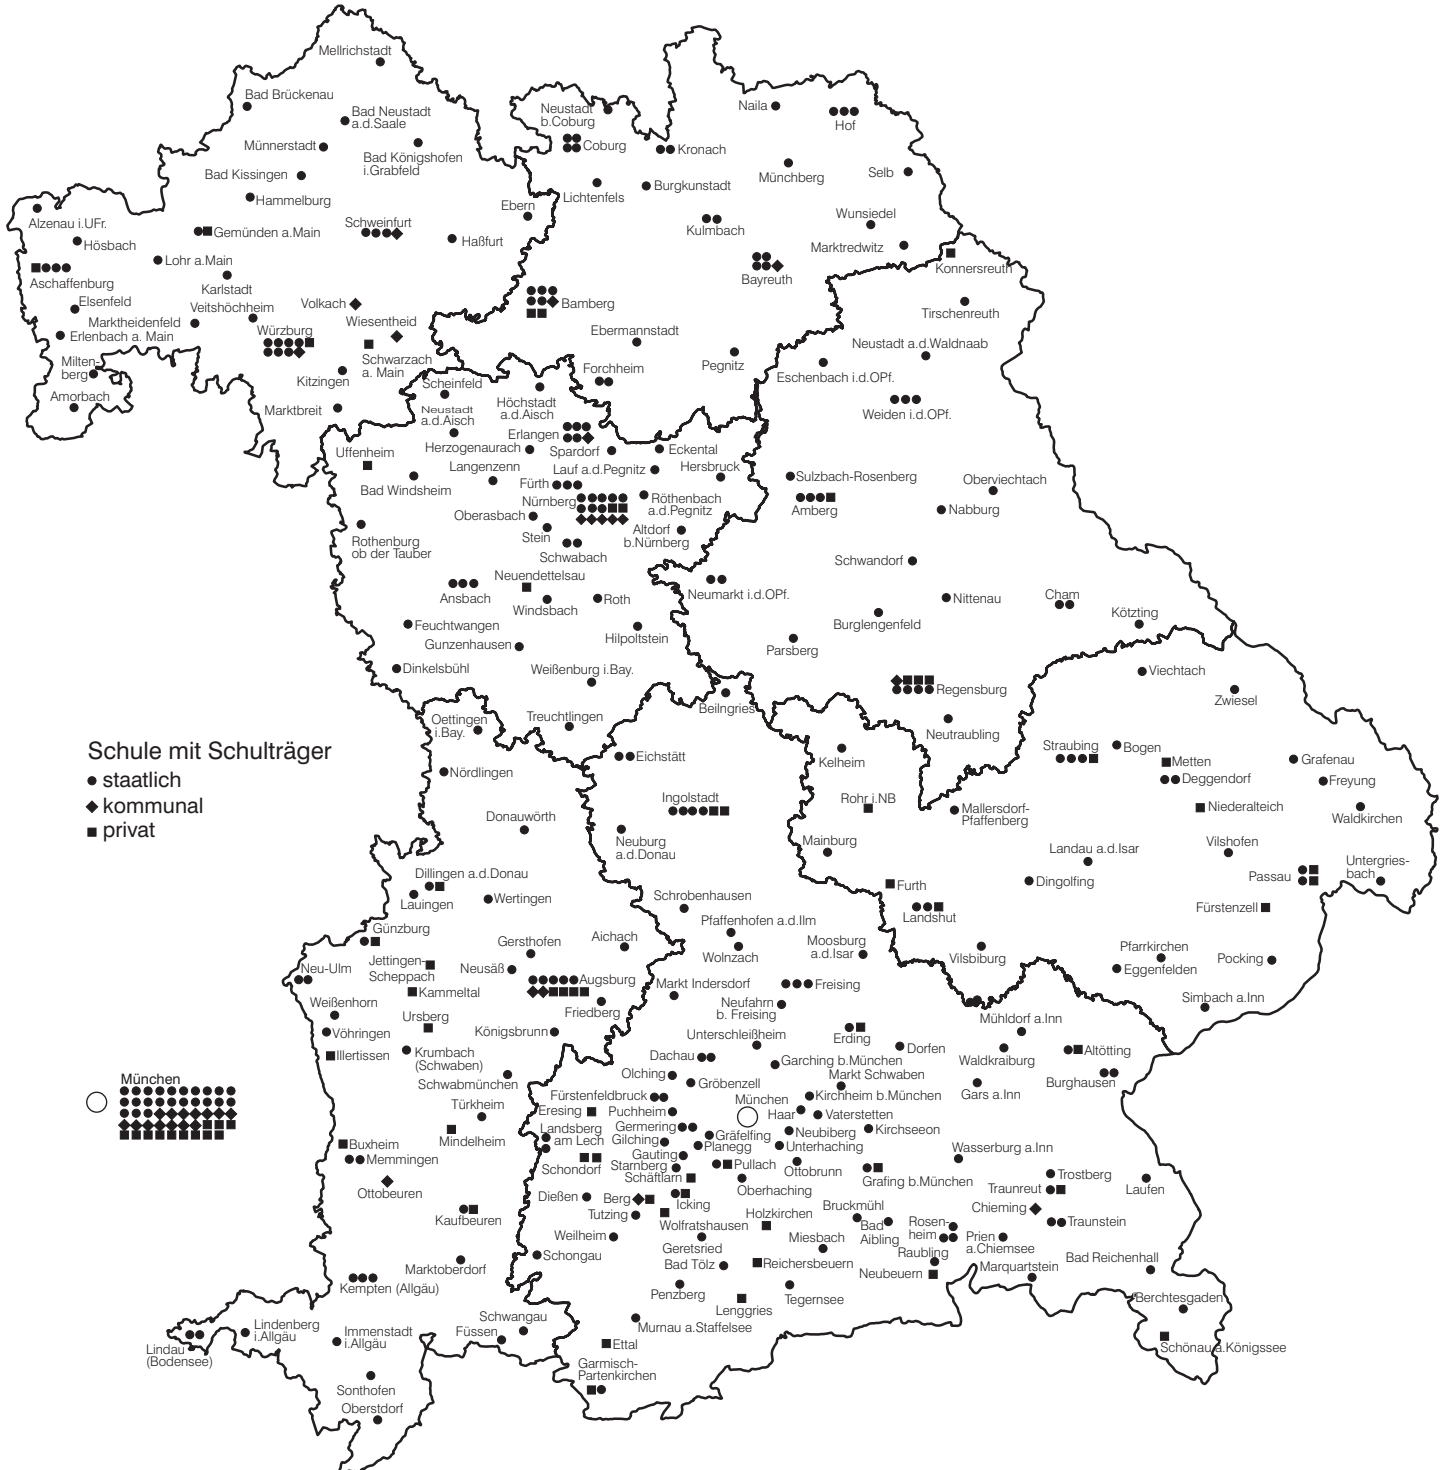 Mellrichstadt
Bad Brückenau
Bad Neustadt
a.d.Saale
Münnerstadt
Bad Königshofen
i.Grabfeld
Bad Kissingen
Hammelburg
Neustadt
b.Coburg
Coburg
Kronach
Naila
Hof
Münchberg
Selb
Lichtenfels
Burgkunstadt
Ebern
Kulmbach
Wunsiedel
Marktredwitz
Alzenau i.UFr.
Hösbach
Gemünden a.Main
Schweinfurt
Haßfurt
Aschaffenburg
Lohr a.Main
Karlstadt
Bayreuth
Konnersreuth
Elsenfeld
Veitshöchheim
Volkach
Bamberg
Tirschenreuth
Marktheidenfeld
Erlenbach a. Main
Würzburg
Wiesentheid
Ebermannstadt
Neustadt a.d.Waldnaab
Milten-
berg
Schwarzach
a. Main
Kitzingen
Forchheim
Pegnitz
Eschenbach i.d.OPf.
Amorbach
Marktbreit
Scheinfeld
Höchstadt
a.d.Aisch
Weiden i.d.OPf.
Neustadt
a.d.Aisch
Erlangen
Uffenheim
Herzogenaurach
Spardorf
Eckental
Langenzenn
Lauf a.d.Pegnitz
Hersbruck
Sulzbach-Rosenberg
Oberviechtach
Bad Windsheim
Fürth
Nürnberg
Röthenbach
a.d.Pegnitz
Amberg
Nabburg
Oberasbach
Stein
Altdorf
b.Nürnberg
Rothenburg
ob der Tauber
Schwabach
Schwandorf
Neuendettelsau
Ansbach
Windsbach
Roth
Neumarkt i.d.OPf.
Nittenau
Cham
Kötzting
Feuchtwangen
Burglengenfeld
Gunzenhausen
Hilpoltstein
Parsberg
Dinkelsbühl
Weißenburg i.Bay.
Viechtach
Beilngries
Regensburg
Zwiesel
Oettingen
i.Bay.
Treuchtlingen
Neutraubling
Schule mit Schulträger
staatlich
kommunal
privat
Eichstätt
Kelheim
Straubing
Bogen
Metten
Deggendorf
Grafenau
Freyung
Nördlingen
Ingolstadt
Rohr i.NB
Mallersdorf-
Pfaffenberg
Niederalteich
Waldkirchen
Donauwörth
Neuburg
a.d.Donau
Mainburg
Landau a.d.Isar
Vilshofen
Dillingen a.d.Donau
Lauingen
Wertingen
Schrobenhausen
Furth
Dingolfing
Passau
Untergries-
bach
Landshut
Fürstenzell
Günzburg
Gersthofen
Aichach
Pfaffenhofen a.d.Ilm
Wolnzach
Moosburg
a.d.Isar
Vilsbiburg
Pfarrkirchen
Eggenfelden
Pocking
Neu-Ulm
Jettingen-
Scheppach
Neusäß
Augsburg
Kammeltal
Markt Indersdorf
Freising
Weißenhorn
Friedberg
Neufahrn
b. Freising
Simbach a.Inn
Ursberg
Vöhringen
Königsbrunn
Unterschleißheim
Erding
Mühldorf a.Inn
Illertissen
Krumbach
(Schwaben)
Dachau
Garching b.München
Dorfen
Waldkraiburg
Altötting
Schwabmünchen
Olching
Gröbenzell
Markt Schwaben
Gars a.Inn
Burghausen
München
Türkheim
Fürstenfeldbruck
München
Kirchheim b.München
Eresing
Puchheim
Haar
Vaterstetten
Mindelheim
Landsberg
am Lech
Germering
Gilching
Gräfelfing
Planegg
Neubiberg
Unterhaching
Kirchseeon
Buxheim
Memmingen
Gauting
Ottobrunn
Wasserburg a.Inn
Schondorf
Starnberg
Pullach
Schäftlarn
Oberhaching
Grafing b.München
Trostberg
Traunreut
Laufen
Ottobeuren
Dießen
Berg
Icking
Kaufbeuren
Tutzing
Wolfratshausen
Holzkirchen
Bruckmühl
Bad
Aibling
Rosen-
heim
Chieming
Traunstein
Weilheim
Geretsried
Miesbach
Prien
a.Chiemsee
Schongau
Bad Tölz
Reichersbeuern
Raubling
Neubeuern
Marquartstein
Bad Reichenhall
Marktoberdorf
Kempten (Allgäu)
Penzberg
Lenggries
Tegernsee
Berchtesgaden
Schwangau
Füssen
Murnau a.Staffelsee
Lindau
(Bodensee)
Lindenberg
i.Allgäu
Immenstadt
i.Allgäu
Ettal
Schönau a.Königssee
Garmisch-
Partenkirchen
Sonthofen
Oberstdorf